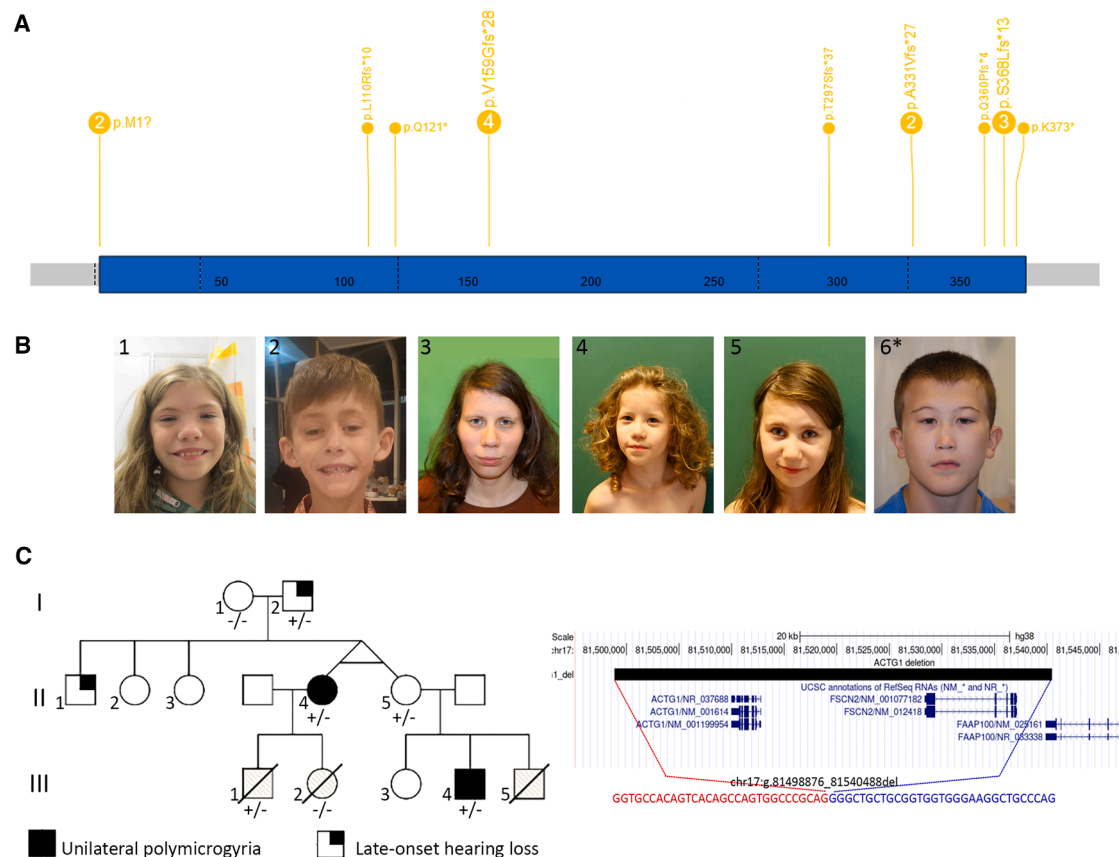 A
p.M1?
2
p.L110Rfs*10
p.Q121*
4
p.V159Gfs*28
p.T297Sfs*37
2
p.A331Vfs*27
p.Q360Pfs*4
3
p.S368Lfs*13
p.K373*
50 100 150 200 250 300 350
B
1 2 3 4 5 6*
C
I
1 2
-/- +/-
II
1 2 3 4 5
+/- +/-
III
1 2 3 4 5
+/- -/- +/-
Unilateral polymicrogyria
Late-onset hearing loss
Scale 20 kb hg38
chr17: 81,500,000 81,505,000 81,510,000 81,515,000 81,520,000 81,525,000 81,530,000 81,535,000 81,540,000 81,545,000
ACTG1 deletion
1_del
UCSC annotations of RefSeq RNAs (NM_* and NR_*)
ACTG1/NR_037688 FSCN2/NM_001077182
ACTG1/NM_001614 FSCN2/NM_012418
ACTG1/NM_001199954 FAAP100/NM_025161
FAAP100/NR_033338
chr17:g.81498876_81540488del
GGTGCCACAGTCACAGCCAGTGGCCCGCAGGGGCTGCTGCGGTGGTGGGAAGGCTGCCCAG